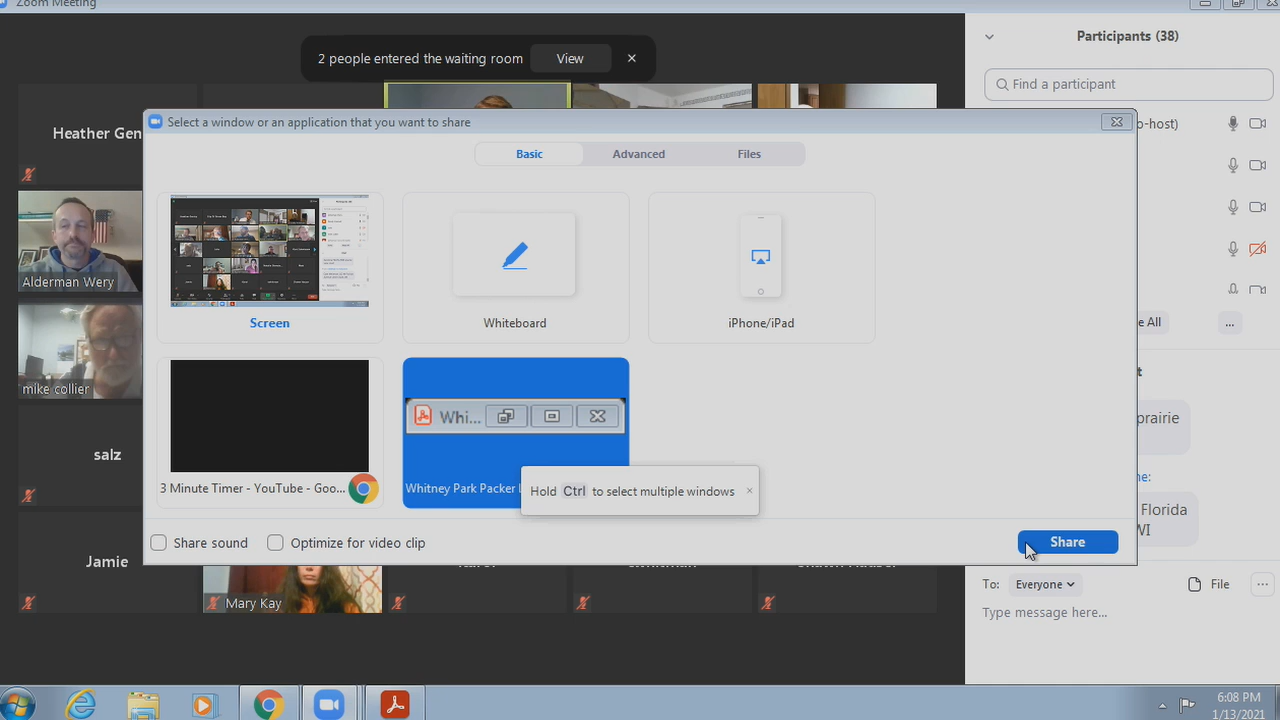 Zoom Meeting
2 people entered the waiting room
View
×
Participants (38)
Find a participant
Heather Gen
o-host)
Select a window or an application that you want to share
Basic
Advanced
Files
Screen
Whiteboard
iPhone/iPad
Alderman Wery
mike collier
e All
...
t
prairie
ne:
Florida
WI
salz
Whi...
3 Minute Timer - YouTube - Goo...
Whitney Park Packer
Hold Ctrl to select multiple windows
×
Share sound
Optimize for video clip
Share
Jamie
Mary Kay
To: Everyone
File
...
Type message here...
6:08 PM
1/13/2021